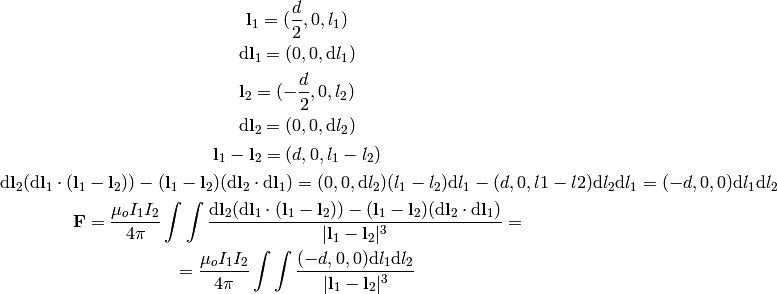 l₁ = (d/2, 0, l₁)
dl₁ = (0, 0, dl₁)
l₂ = (−d/2, 0, l₂)
dl₂ = (0, 0, dl₂)
l₁ − l₂ = (d, 0, l₁ − l₂)
dl₂(dl₁ · (l₁ − l₂)) − (l₁ − l₂)(dl₂ · dl₁) = (0, 0, dl₂)(l₁ − l₂)dl₁ − (d, 0, l1 − l2)dl₂dl₁ = (−d, 0, 0)dl₁dl₂
F = μₒI₁I₂/4π ∫ ∫ dl₂(dl₁ · (l₁ − l₂)) − (l₁ − l₂)(dl₂ · dl₁)/|l₁ − l₂|³ =
= μₒI₁I₂/4π ∫ ∫ (−d, 0, 0)dl₁dl₂/|l₁ − l₂|³